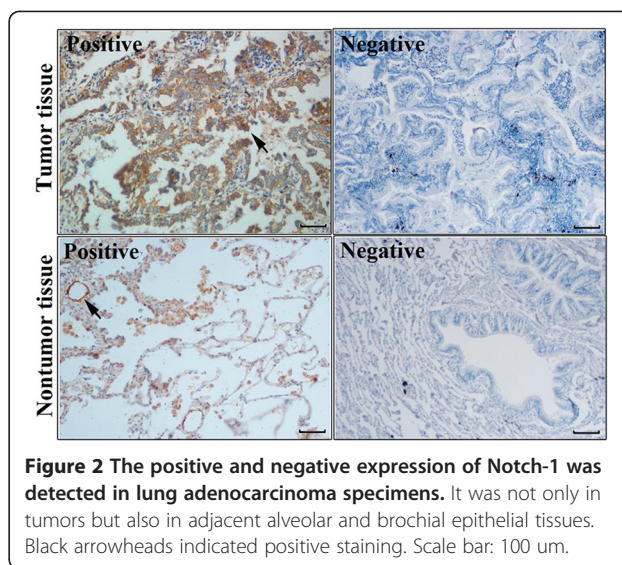 Positive
Negative
Tumor tissue
Positive
Negative
Nontumor tissue
Figure 2 The positive and negative expression of Notch-1 was
detected in lung adenocarcinoma specimens. It was not only in
tumors but also in adjacent alveolar and brochial epithelial tissues.
Black arrowheads indicated positive staining. Scale bar: 100 um.